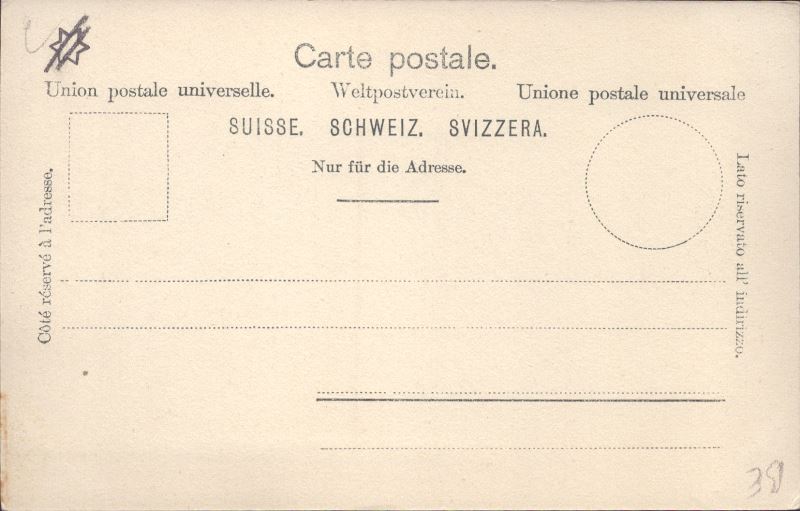 Carte postale.
Union postale universelle. Weltpostverein. Unione postale universale
SUISSE. SCHWEIZ. SVIZZERA.
Nur für die Adresse.
Côté réservé à l'adresse.
Lato riservato all' indirizzo.